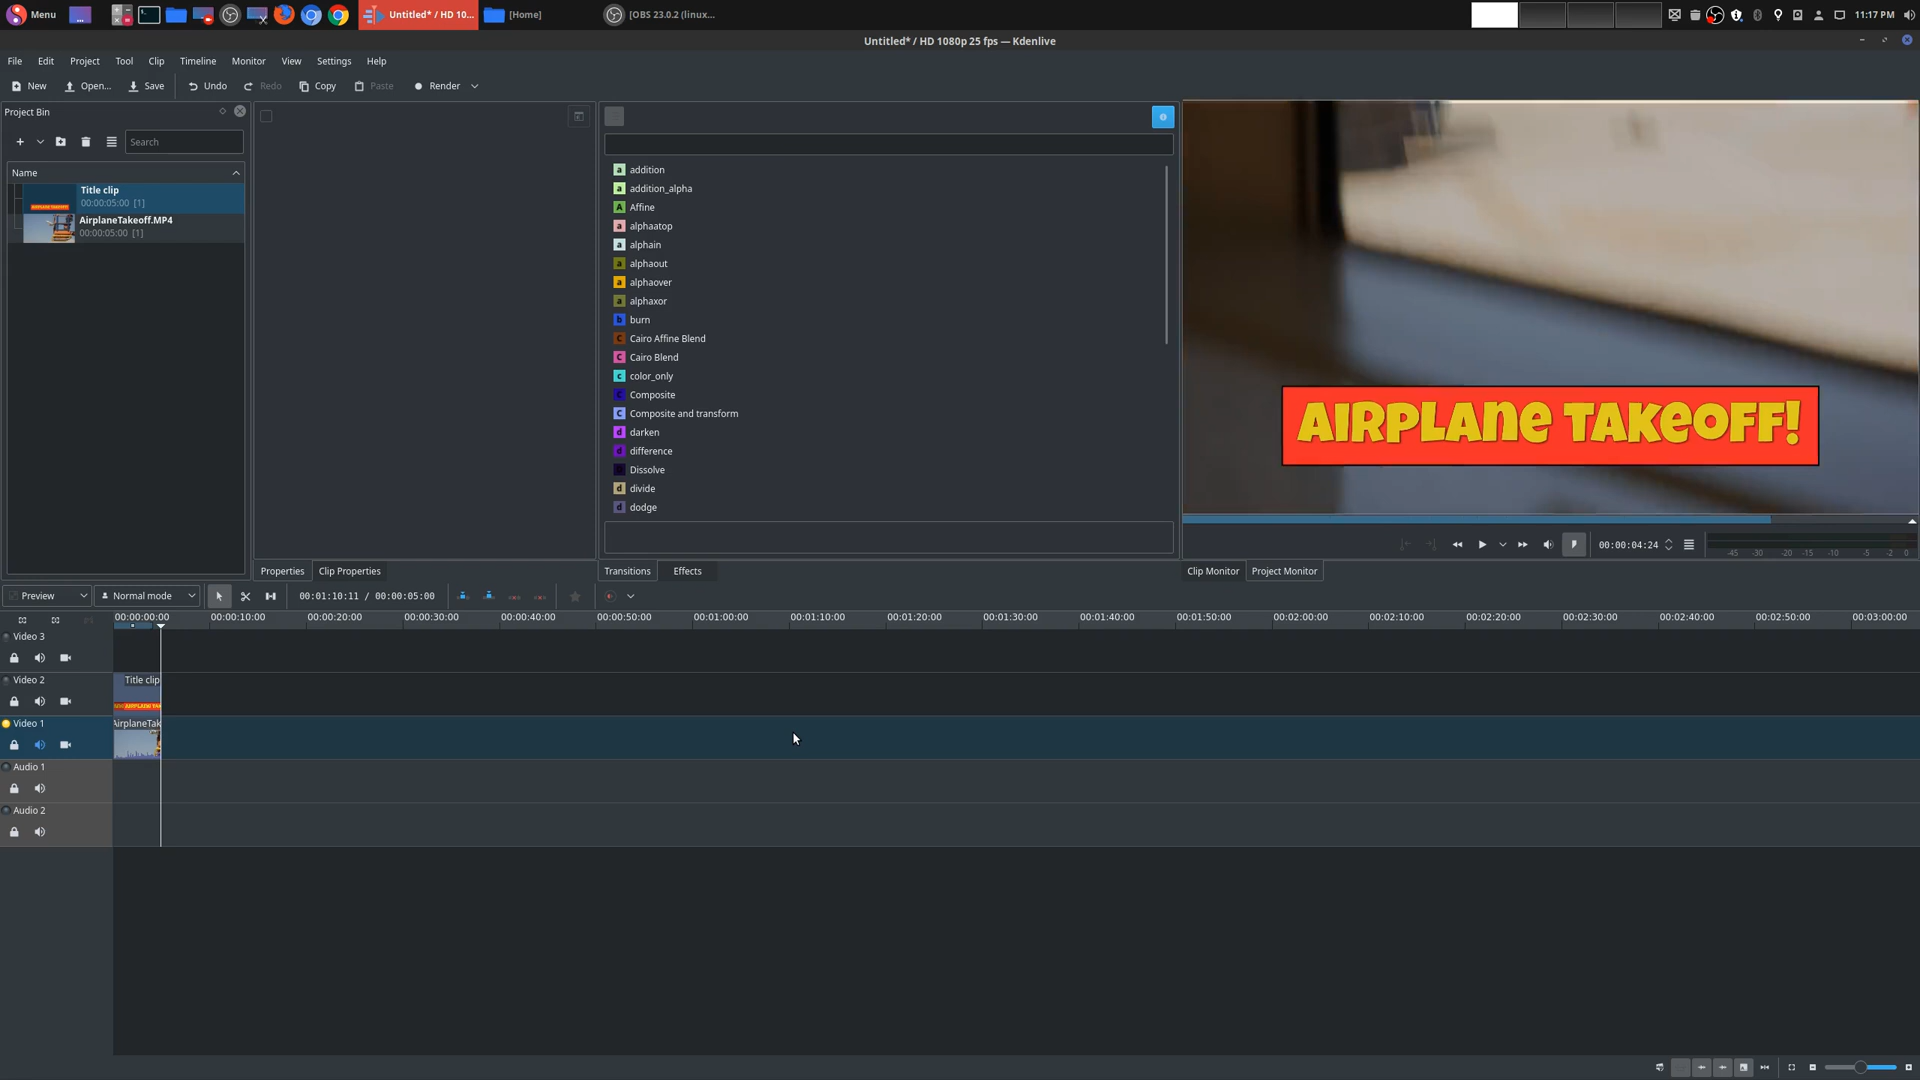 Menu
Untitled* / HD 10...
[Home]
[OBS 23.0.2 (linux...
11:17 PM
Untitled* / HD 1080p 25 fps — Kdenlive
File Edit Project Tool Clip Timeline Monitor View Settings Help
New Open... Save Undo Redo Copy Paste Render
Project Bin
Search
Name
Title clip
00:00:05:00 [1]
AirplaneTakeoff.MP4
00:00:05:00 [1]
addition
addition_alpha
Affine
alphaatop
alphain
alphaout
alphaover
alphaxor
burn
Cairo Affine Blend
Cairo Blend
color_only
Composite
Composite and transform
darken
difference
Dissolve
divide
dodge
AIRPLANE TAKEOFF!
00:00:04:24
-45 -30 -20 -15 -10 -5 -2 0
Properties Clip Properties
Transitions Effects
Clip Monitor Project Monitor
Preview
Normal mode
00:01:10:11 / 00:00:05:00
00:00:00:00 00:00:10:00 00:00:20:00 00:00:30:00 00:00:40:00 00:00:50:00 00:01:00:00 00:01:10:00 00:01:20:00 00:01:30:00 00:01:40:00 00:01:50:00 00:02:00:00 00:02:10:00 00:02:20:00 00:02:30:00 00:02:40:00 00:02:50:00 00:03:00:00
Video 3
Video 2
Title clip
Video 1
AirplaneTak
Audio 1
Audio 2